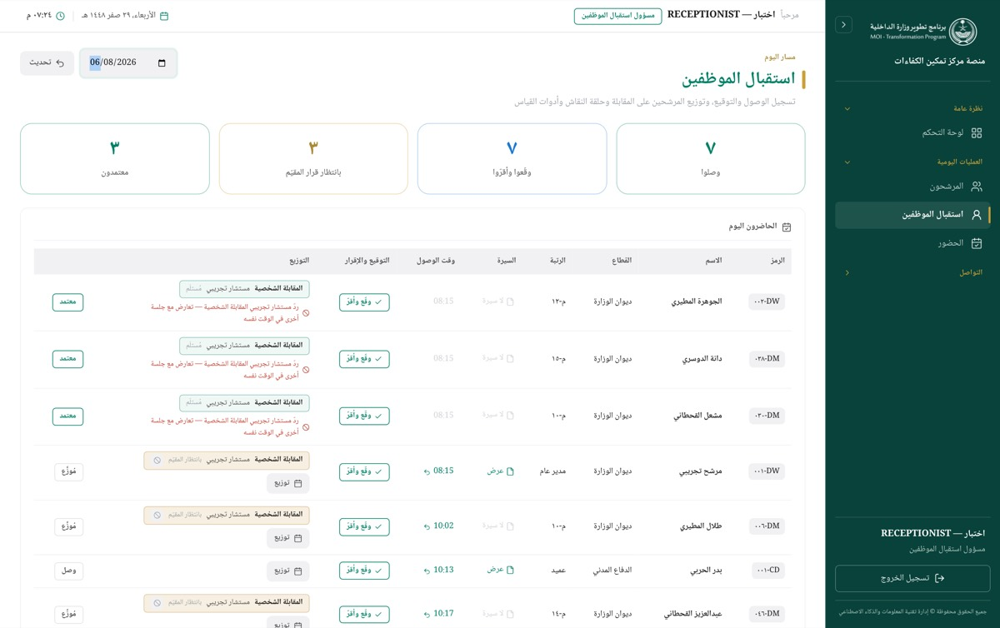 برنامج تطوير وزارة الداخلية
MOI - Transformation Program
منصة مركز تمكين الكفاءات
نظرة عامة
لوحة التحكم
العمليات اليومية
المرشحون
استقبال الموظفين
الحضور
التواصل
اختبار — RECEPTIONIST
مسؤول استقبال الموظفين
تسجيل الخروج
جميع الحقوق محفوظة © إدارة تقنية المعلومات والذكاء الاصطناعي
مرحباً اختبار — RECEPTIONIST مسؤول استقبال الموظفين
الأربعاء، ٢٩ صفر ١٤٤٨ هـ
٠٧:٢٤ م
مسار اليوم
استقبال الموظفين
تسجيل الوصول والتوقيع، وتوزيع المرشحين على المقابلة وحلقة النقاش وأدوات القياس
06/08/2026
تحديث
٧
وصلوا
٧
وقّعوا وأقرّوا
٣
بانتظار قرار المقيّم
٣
معتمدون
الحاضرون اليوم
الرمز الاسم القطاع الرتبة السيرة وقت الوصول التوقيع والإقرار التوزيع
DW-٠٠٢ الجوهرة المطيري ديوان الوزارة م-١٢ لا سيرة 08:15 وقّع وأقرّ المقابلة الشخصية مستشار تجريبي مُستلَم معتمد
ردّ مستشار تجريبي المقابلة الشخصية — تعارض مع جلسة
أخرى في الوقت نفسه
DM-٠٣٨ دانة الدوسري ديوان الوزارة م-١٥ لا سيرة 08:15 وقّع وأقرّ المقابلة الشخصية مستشار تجريبي مُستلَم معتمد
ردّ مستشار تجريبي المقابلة الشخصية — تعارض مع جلسة
أخرى في الوقت نفسه
DM-٠٣٠ مشعل القحطاني ديوان الوزارة م-١٠ لا سيرة 08:15 وقّع وأقرّ المقابلة الشخصية مستشار تجريبي مُستلَم معتمد
ردّ مستشار تجريبي المقابلة الشخصية — تعارض مع جلسة
أخرى في الوقت نفسه
DW-٠٠١ مرشح تجريبي ديوان الوزارة مدير عام عرض 08:15 وقّع وأقرّ المقابلة الشخصية مستشار تجريبي بانتظار المقيّم مُوزَّع
توزيع
DM-٠٠٦ طلال المطيري ديوان الوزارة م-١٠ لا سيرة 10:02 وقّع وأقرّ المقابلة الشخصية مستشار تجريبي بانتظار المقيّم مُوزَّع
توزيع
CD-٠٠١ بدر الحربي الدفاع المدني عميد عرض 10:13 وقّع وأقرّ توزيع وصل
DM-٠٤٦ عبدالعزيز القحطاني ديوان الوزارة م-١٤ لا سيرة 10:17 وقّع وأقرّ المقابلة الشخصية مستشار تجريبي بانتظار المقيّم مُوزَّع
توزيع